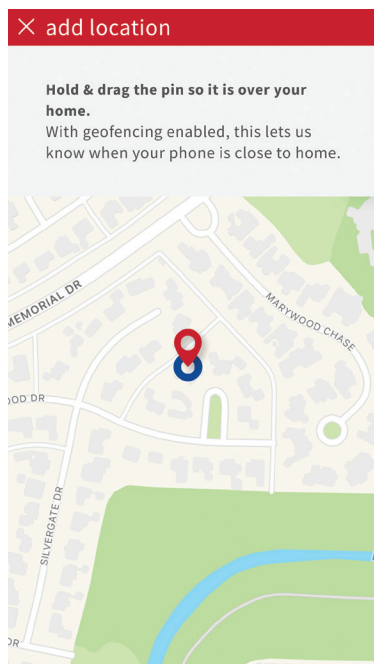 add location
Hold & drag the pin so it is over your
home.
With geofencing enabled, this lets us
know when your phone is close to home.
MEMORIAL DR
MARYWOOD CHASE
OOD DR
SILVERGATE DR
DR